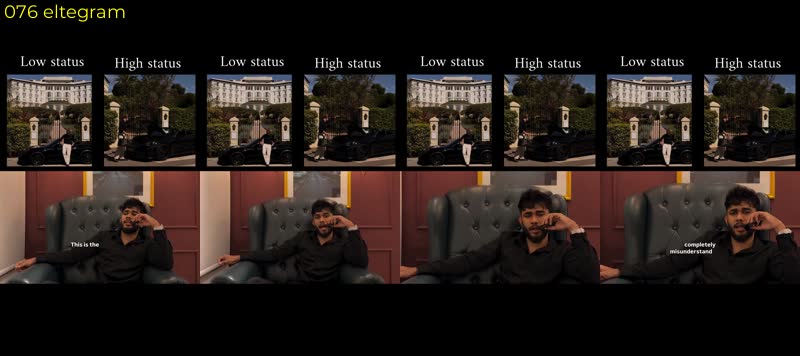 076 eltegram
Low status High status Low status High status Low status High status Low status High status
This is the
completely
misunderstand